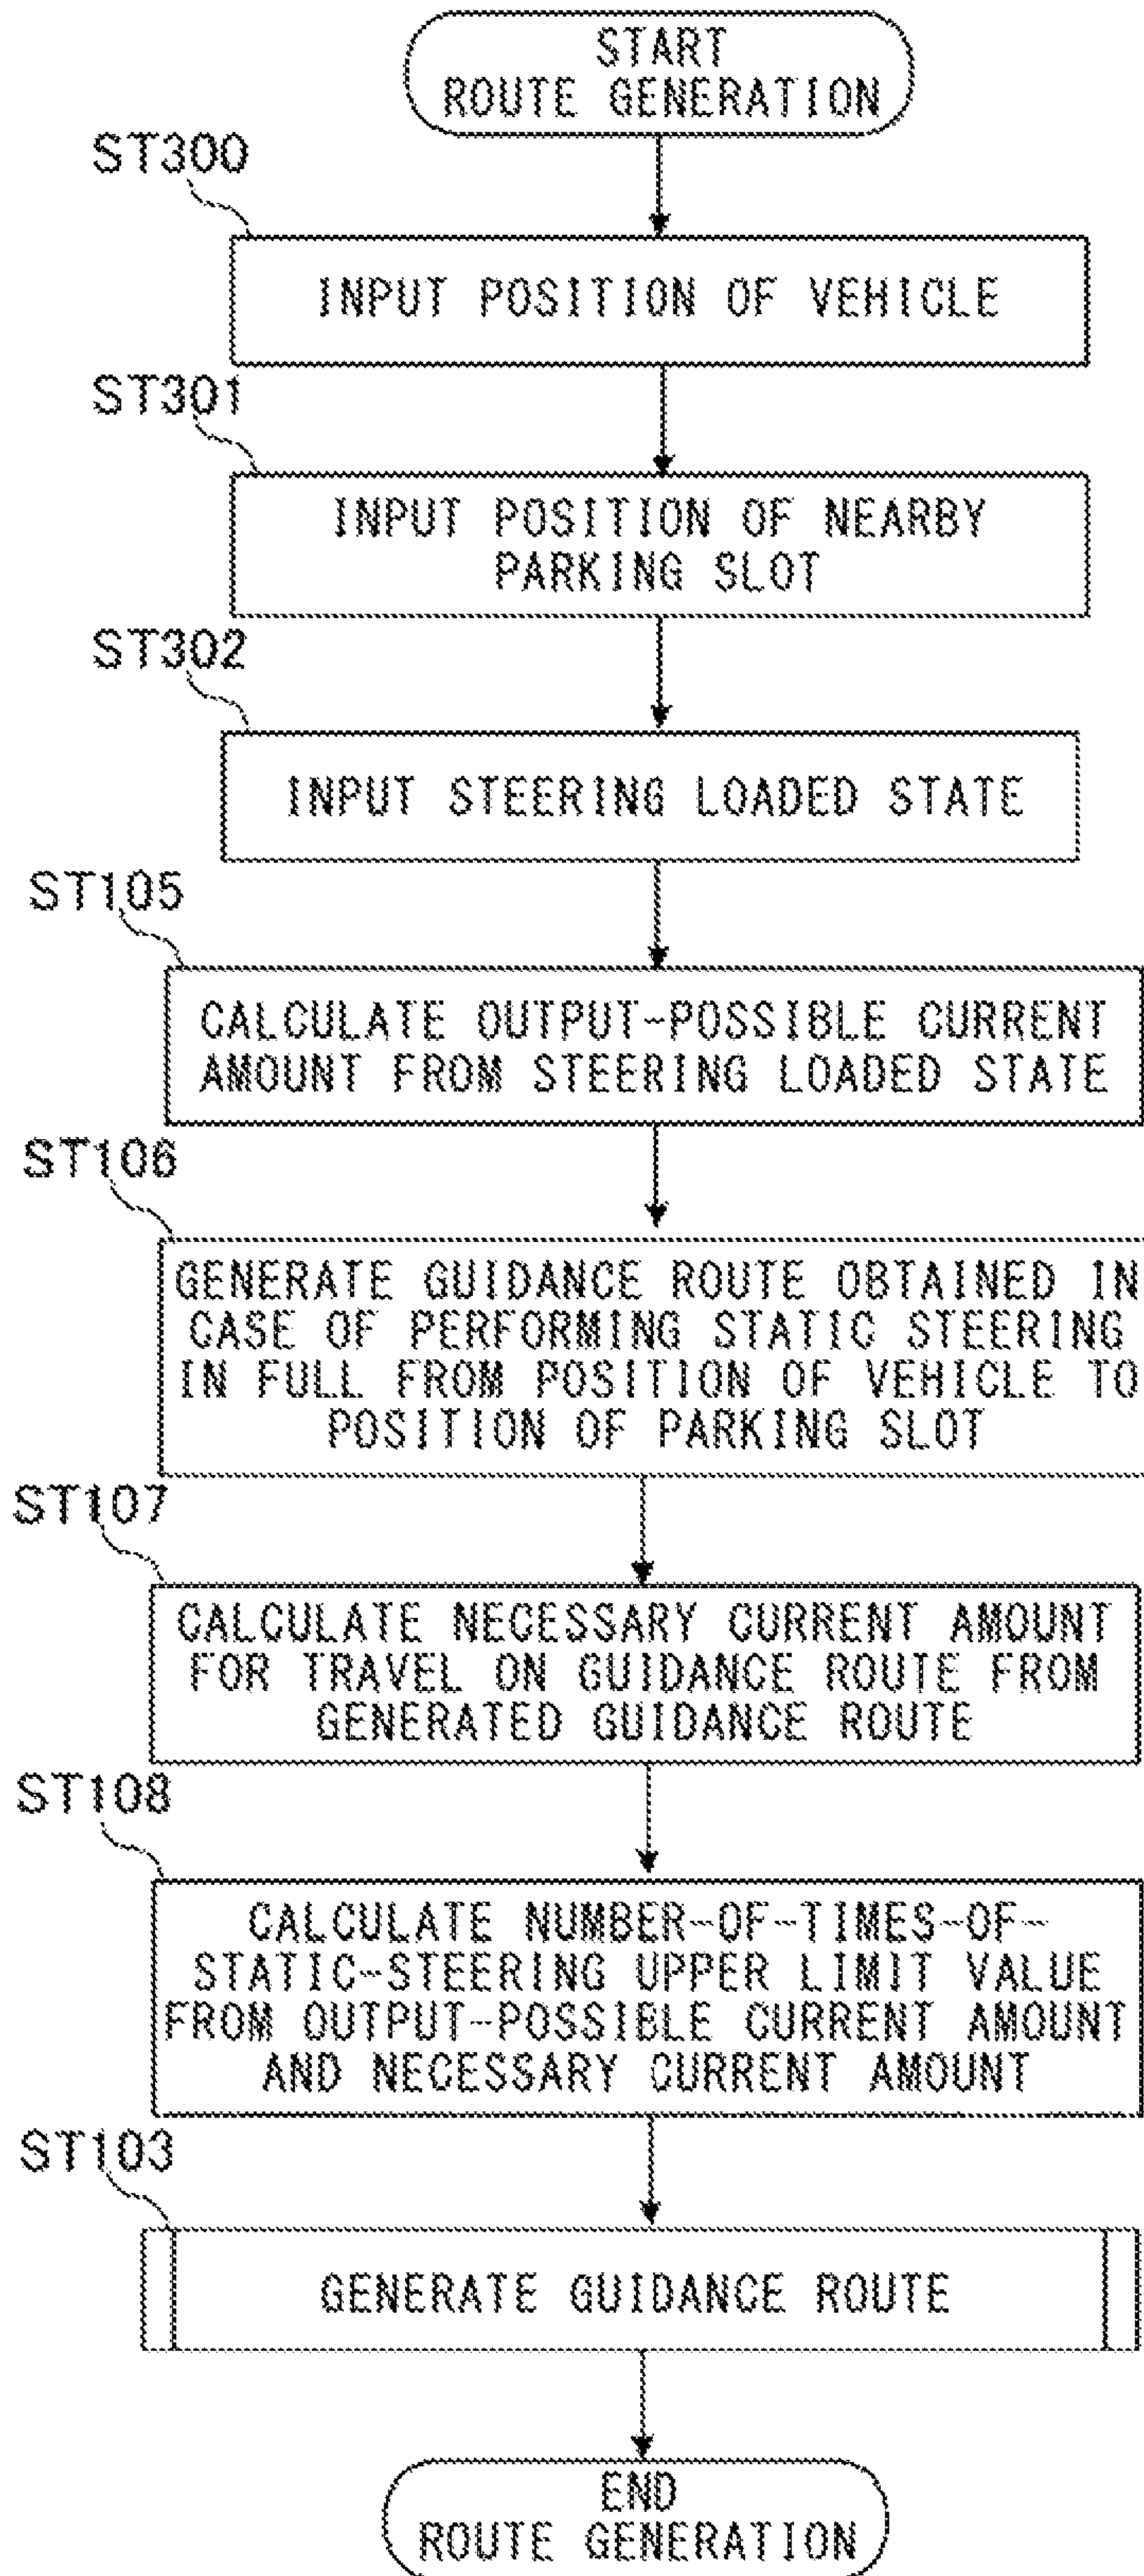 START
ROUTE GENERATION
ST300
INPUT POSITION OF VEHICLE
ST301
INPUT POSITION OF NEARBY
PARKING SLOT
ST302
INPUT STEERING LOADED STATE
ST105
CALCULATE OUTPUT-POSSIBLE CURRENT
AMOUNT FROM STEERING LOADED STATE
ST106
GENERATE GUIDANCE ROUTE OBTAINED IN
CASE OF PERFORMING STATIC STEERING
IN FULL FROM POSITION OF VEHICLE TO
POSITION OF PARKING SLOT
ST107
CALCULATE NECESSARY CURRENT AMOUNT
FOR TRAVEL ON GUIDANCE ROUTE FROM
GENERATED GUIDANCE ROUTE
ST108
CALCULATE NUMBER-OF-TIMES-OF-
STATIC-STEERING UPPER LIMIT VALUE
FROM OUTPUT-POSSIBLE CURRENT AMOUNT
AND NECESSARY CURRENT AMOUNT
ST103
GENERATE GUIDANCE ROUTE
END
ROUTE GENERATION